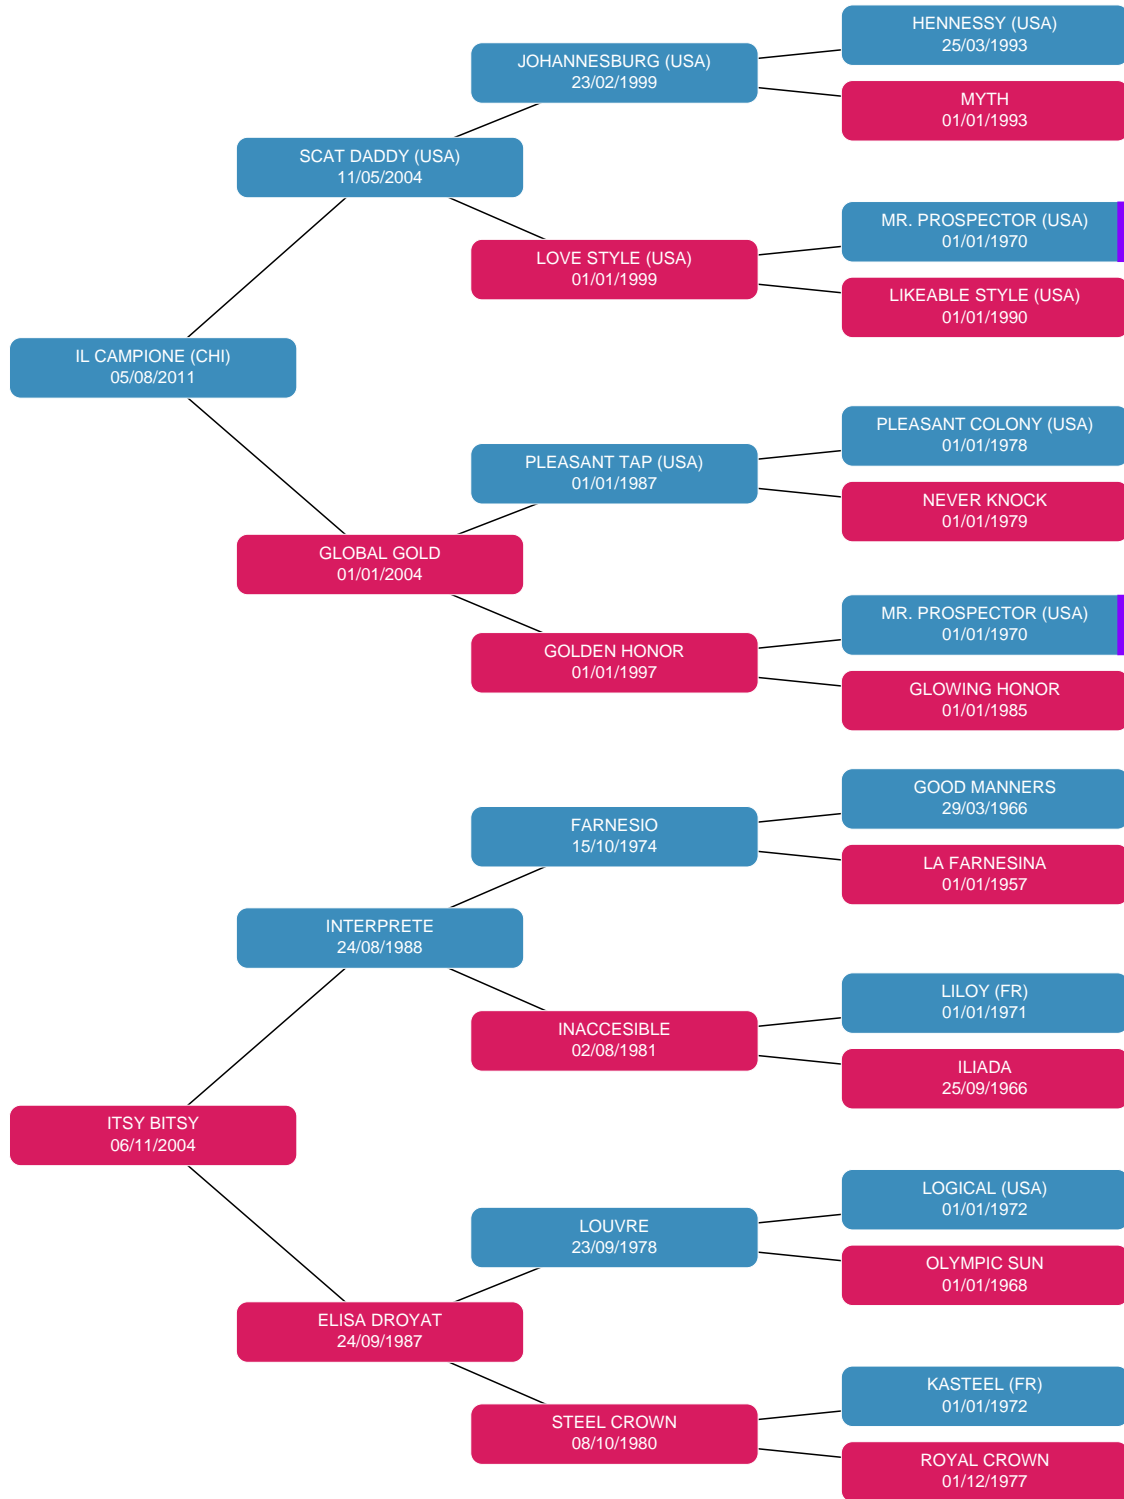 HENNESSY (USA)
25/03/1993
JOHANNESBURG (USA)
23/02/1999
MYTH
01/01/1993
SCAT DADDY (USA)
11/05/2004
MR. PROSPECTOR (USA)
01/01/1970
LOVE STYLE (USA)
01/01/1999
LIKEABLE STYLE (USA)
01/01/1990
IL CAMPIONE (CHI)
05/08/2011
PLEASANT COLONY (USA)
01/01/1978
PLEASANT TAP (USA)
01/01/1987
NEVER KNOCK
01/01/1979
GLOBAL GOLD
01/01/2004
MR. PROSPECTOR (USA)
01/01/1970
GOLDEN HONOR
01/01/1997
GLOWING HONOR
01/01/1985
GOOD MANNERS
29/03/1966
FARNESIO
15/10/1974
LA FARNESINA
01/01/1957
INTERPRETE
24/08/1988
LILOY (FR)
01/01/1971
INACCESIBLE
02/08/1981
ILIADA
25/09/1966
ITSY BITSY
06/11/2004
LOGICAL (USA)
01/01/1972
LOUVRE
23/09/1978
OLYMPIC SUN
01/01/1968
ELISA DROYAT
24/09/1987
KASTEEL (FR)
01/01/1972
STEEL CROWN
08/10/1980
ROYAL CROWN
01/12/1977